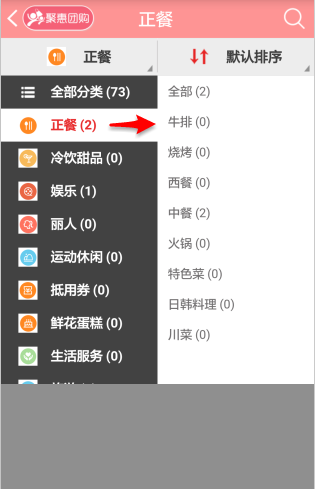 聚惠团购
正餐
正餐
默认排序
全部分类 (73)
正餐 (2)
冷饮甜品 (0)
娱乐 (1)
丽人 (0)
运动休闲 (0)
抵用券 (0)
鲜花蛋糕 (0)
生活服务 (0)
全部 (2)
牛排 (0)
烧烤 (0)
西餐 (0)
中餐 (2)
火锅 (0)
特色菜 (0)
日韩料理 (0)
川菜 (0)